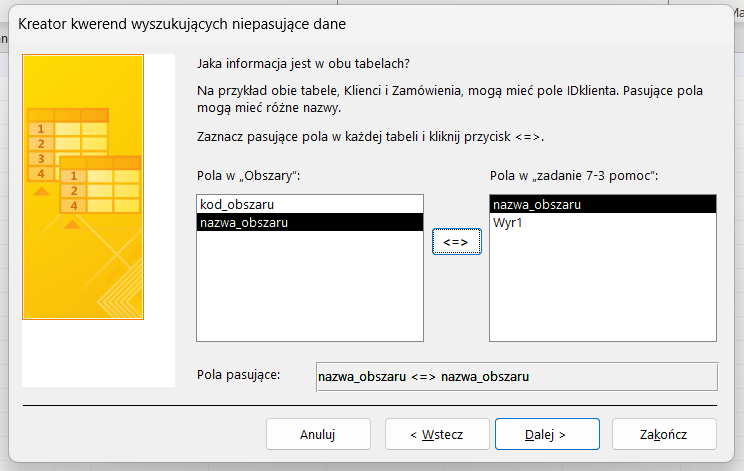 Ma
Kreator kwerend wyszukujących niepasujące dane
an
Jaka informacja jest w obu tabelach?
Na przykład obie tabele, Klienci i Zamówienia, mogą mieć pole IDklienta. Pasujące pola
mogą mieć różne nazwy.
Zaznacz pasujące pola w każdej tabeli i kliknij przycisk <=>.
Pola w „Obszary”:
Pola w „zadanie 7-3 pomoc”:
kod_obszaru
nazwa_obszaru
nazwa_obszaru
Wyr1
<=>
1
2
3
4
1
2
4
Pola pasujące:
nazwa_obszaru <=> nazwa_obszaru
Anuluj
< Wstecz
Dalej >
Zakończ